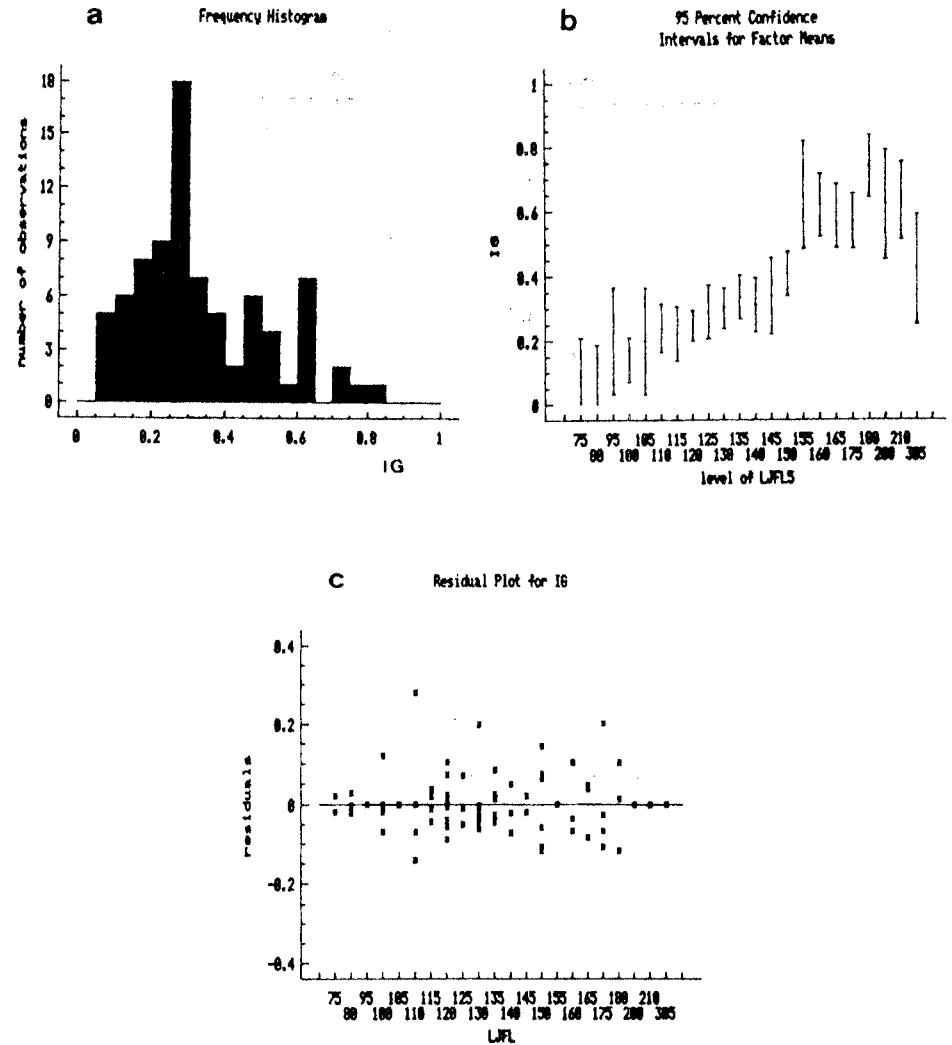 a
Frequency Histogram
number of observations
18
15
12
9
6
3
0
0 0.2 0.4 0.6 0.8 1
IG
b
95 Percent Confidence
Intervals for Factor Means
IG
1
0.8
0.6
0.4
0.2
0
75 95 105 115 125 135 145 155 165 180 210
80 100 110 120 130 140 150 160 175 200 305
level of LJFL5
c
Residual Plot for IG
residuals
0.4
0.2
0
-0.2
-0.4
75 95 105 115 125 135 145 155 165 180 210
80 100 110 120 130 140 150 160 175 200 305
LJFL